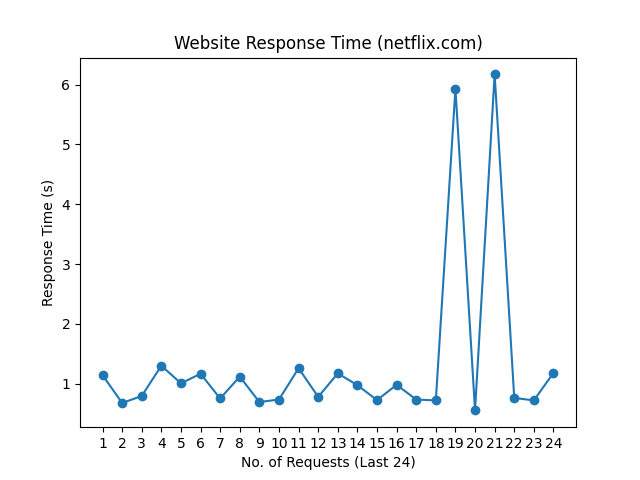 Website Response Time (netflix.com)
6
5
4
3
2
1
Response Time (s)
1 2 3 4 5 6 7 8 9 10 11 12 13 14 15 16 17 18 19 20 21 22 23 24
No. of Requests (Last 24)